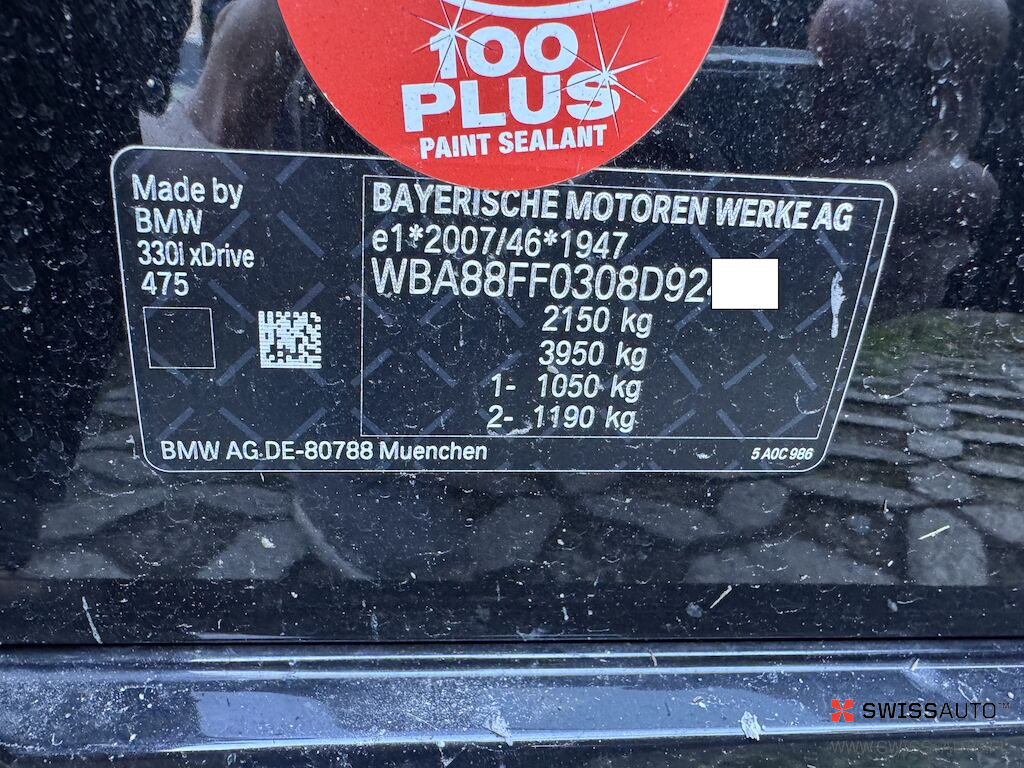 100
PLUS
PAINT SEALANT
Made by
BMW
330i xDrive
475
BAYERISCHE MOTOREN WERKE AG
e1*2007/46*1947
WBA88FF0308D92
2150 kg
3950 kg
1- 1050 kg
2- 1190 kg
BMW AG.DE-80788 Muenchen
5 A0C 986
SWISSAUTO™